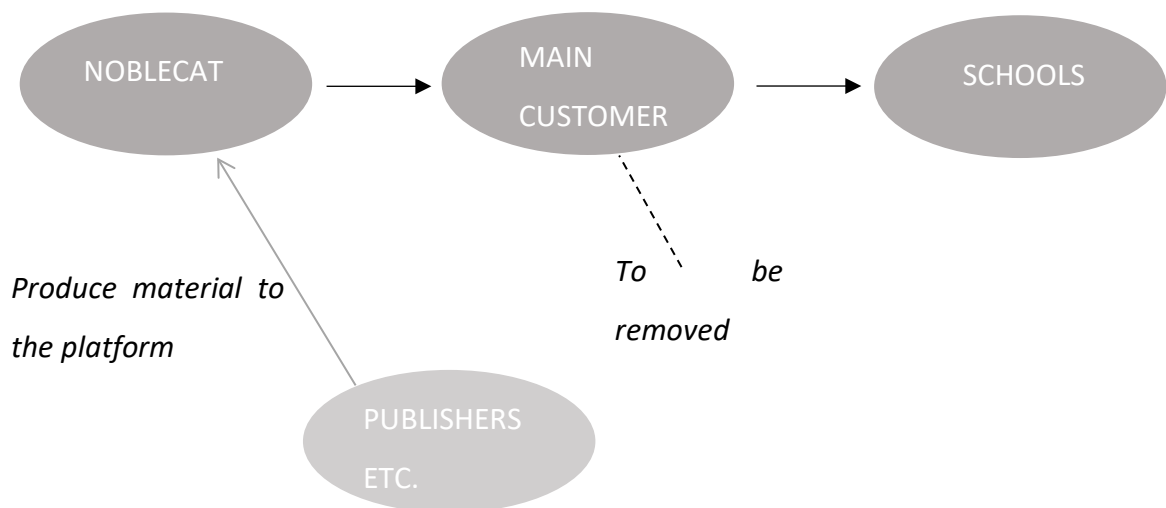 NOBLECAT
MAIN
CUSTOMER
SCHOOLS
Produce material to
the platform
To be
removed
PUBLISHERS
ETC.